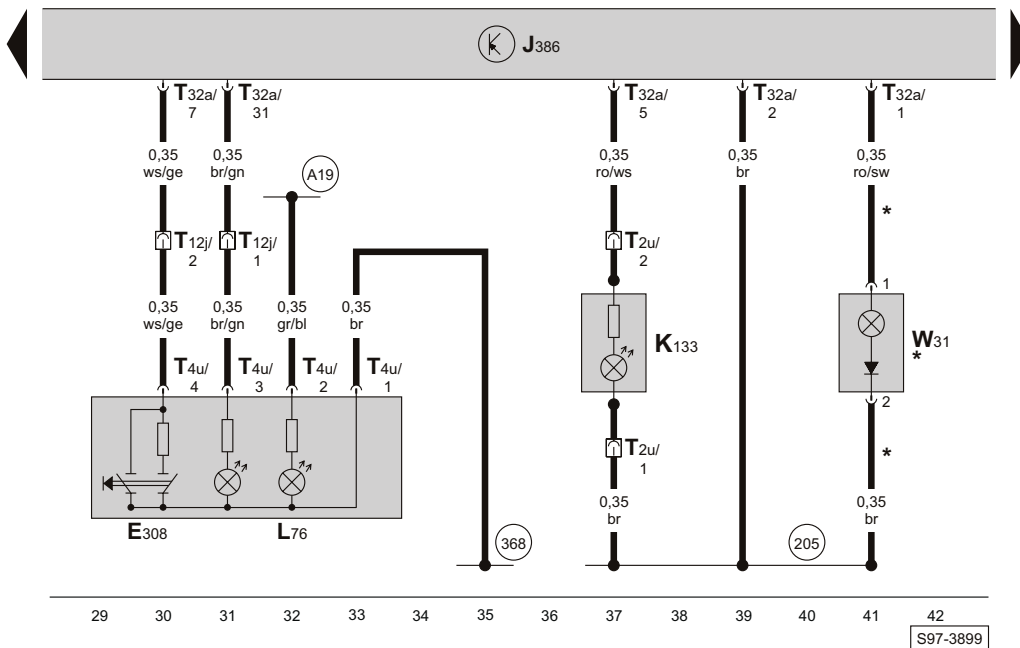 J386
T32a/ T32a/ T32a/ T32a/ T32a/
7 31 5 2 1
0,35 0,35 0,35 0,35 0,35
ws/ge br/gn ro/ws br ro/sw
A19
*
T12j/ T12j/ T2u/
2 1 2
1
0,35 0,35 0,35 0,35
ws/ge br/gn gr/bl br
K133 W31
*
T4u/ T4u/ T4u/ T4u/
4 3 2 1
2
T2u/ *
1
0,35 0,35
br br
E308 L76
368 205
29 30 31 32 33 34 35 36 37 38 39 40 41 42
S97-3899